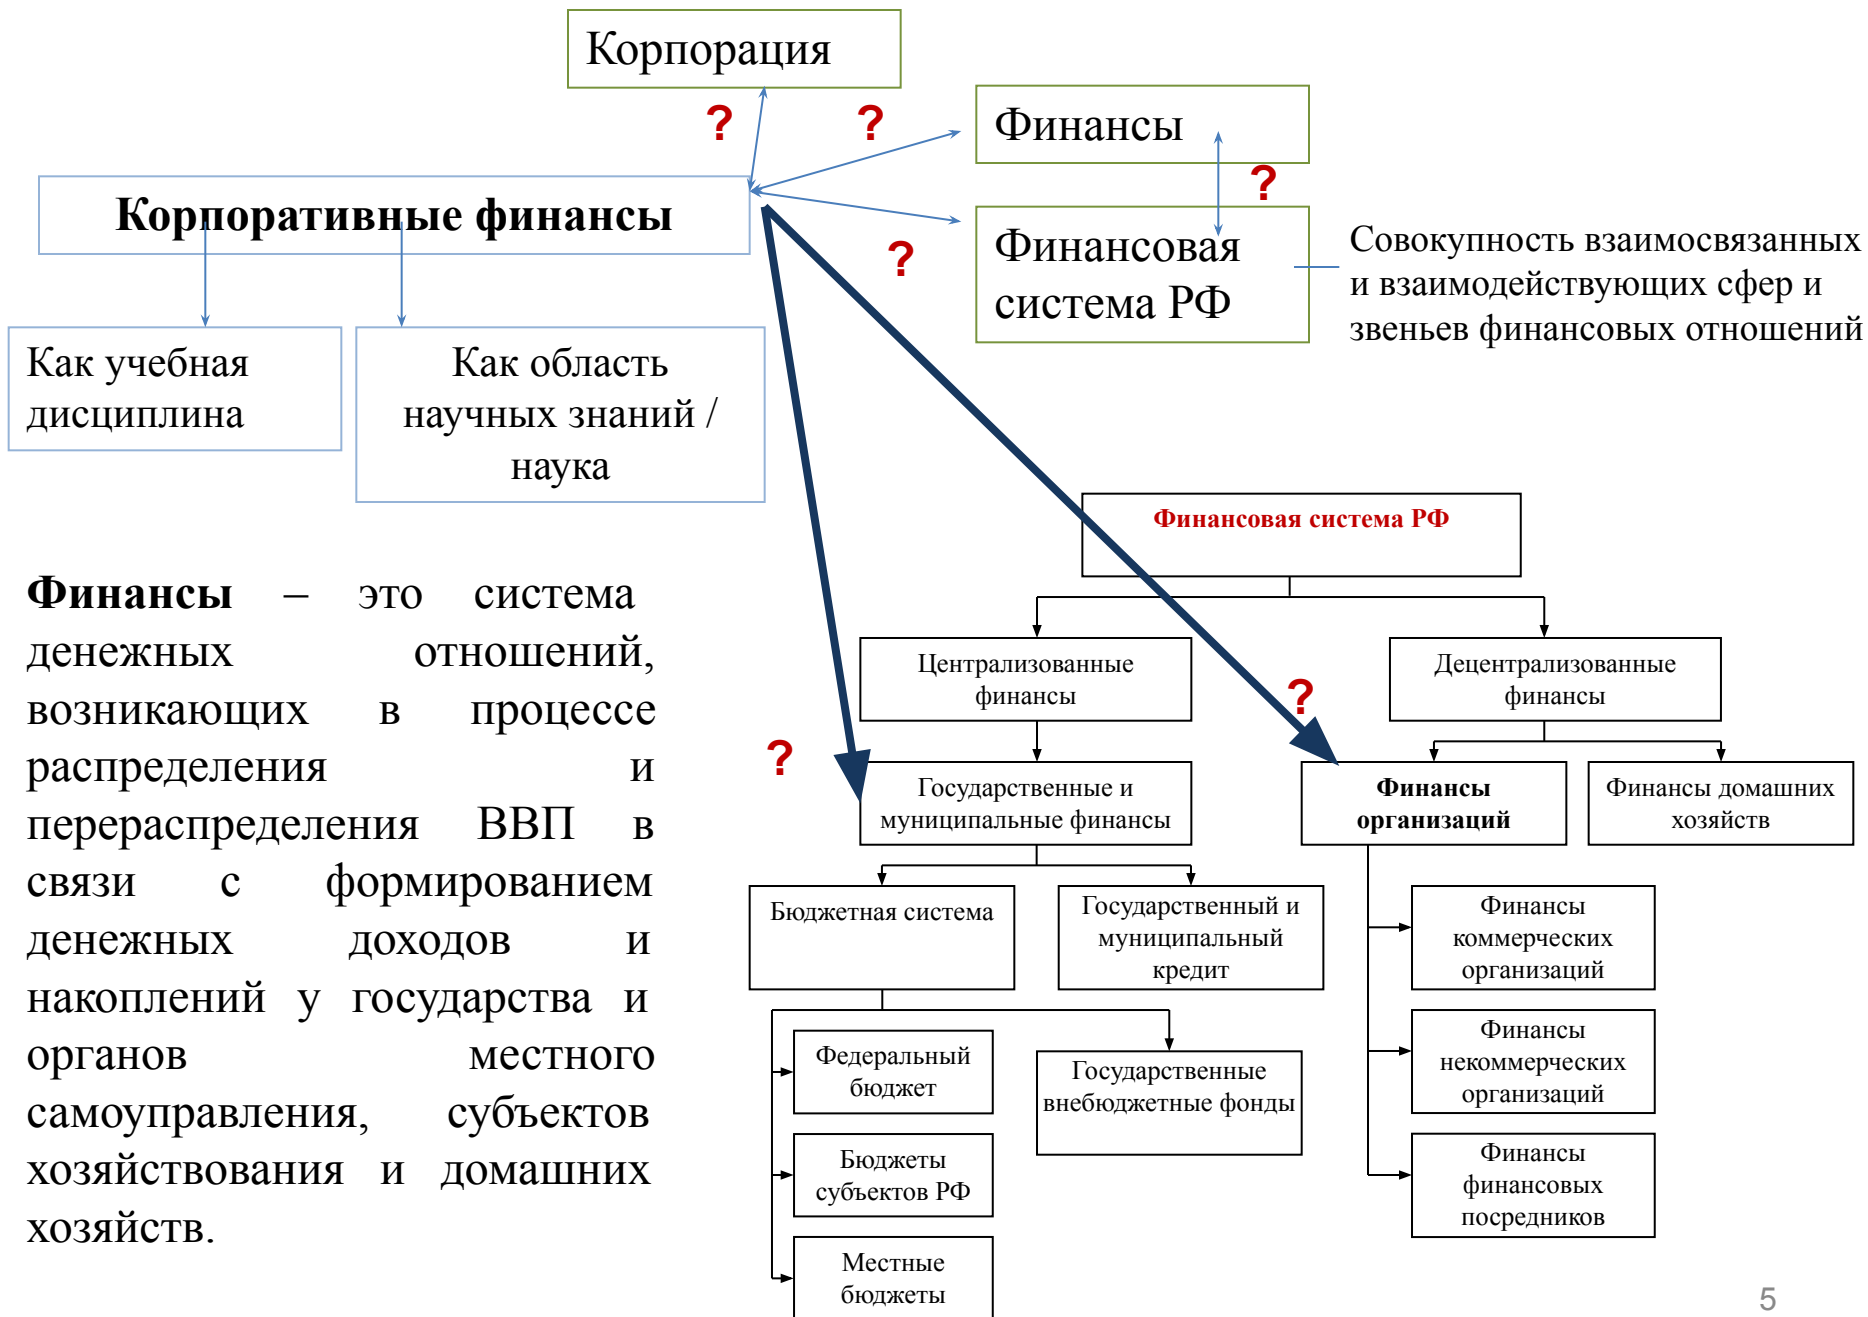 Корпорация
?
?
Финансы
?
Корпоративные финансы
?
Финансовая
система РФ
Совокупность взаимосвязанных
и взаимодействующих сфер и
звеньев финансовых отношений
Как учебная
дисциплина
Как область
научных знаний /
наука
Финансы – это система
денежных отношений,
возникающих в процессе
распределения и
перераспределения ВВП в
связи с формированием
денежных доходов и
накоплений у государства и
органов местного
самоуправления, субъектов
хозяйствования и домашних
хозяйств.
Финансовая система РФ
Централизованные
финансы
Децентрализованные
финансы
?
?
Государственные и
муниципальные финансы
Финансы
организаций
Финансы домашних
хозяйств
Бюджетная система
Государственный и
муниципальный
кредит
Финансы
коммерческих
организаций
Федеральный
бюджет
Государственные
внебюджетные фонды
Финансы
некоммерческих
организаций
Бюджеты
субъектов РФ
Финансы
финансовых
посредников
Местные
бюджеты
5